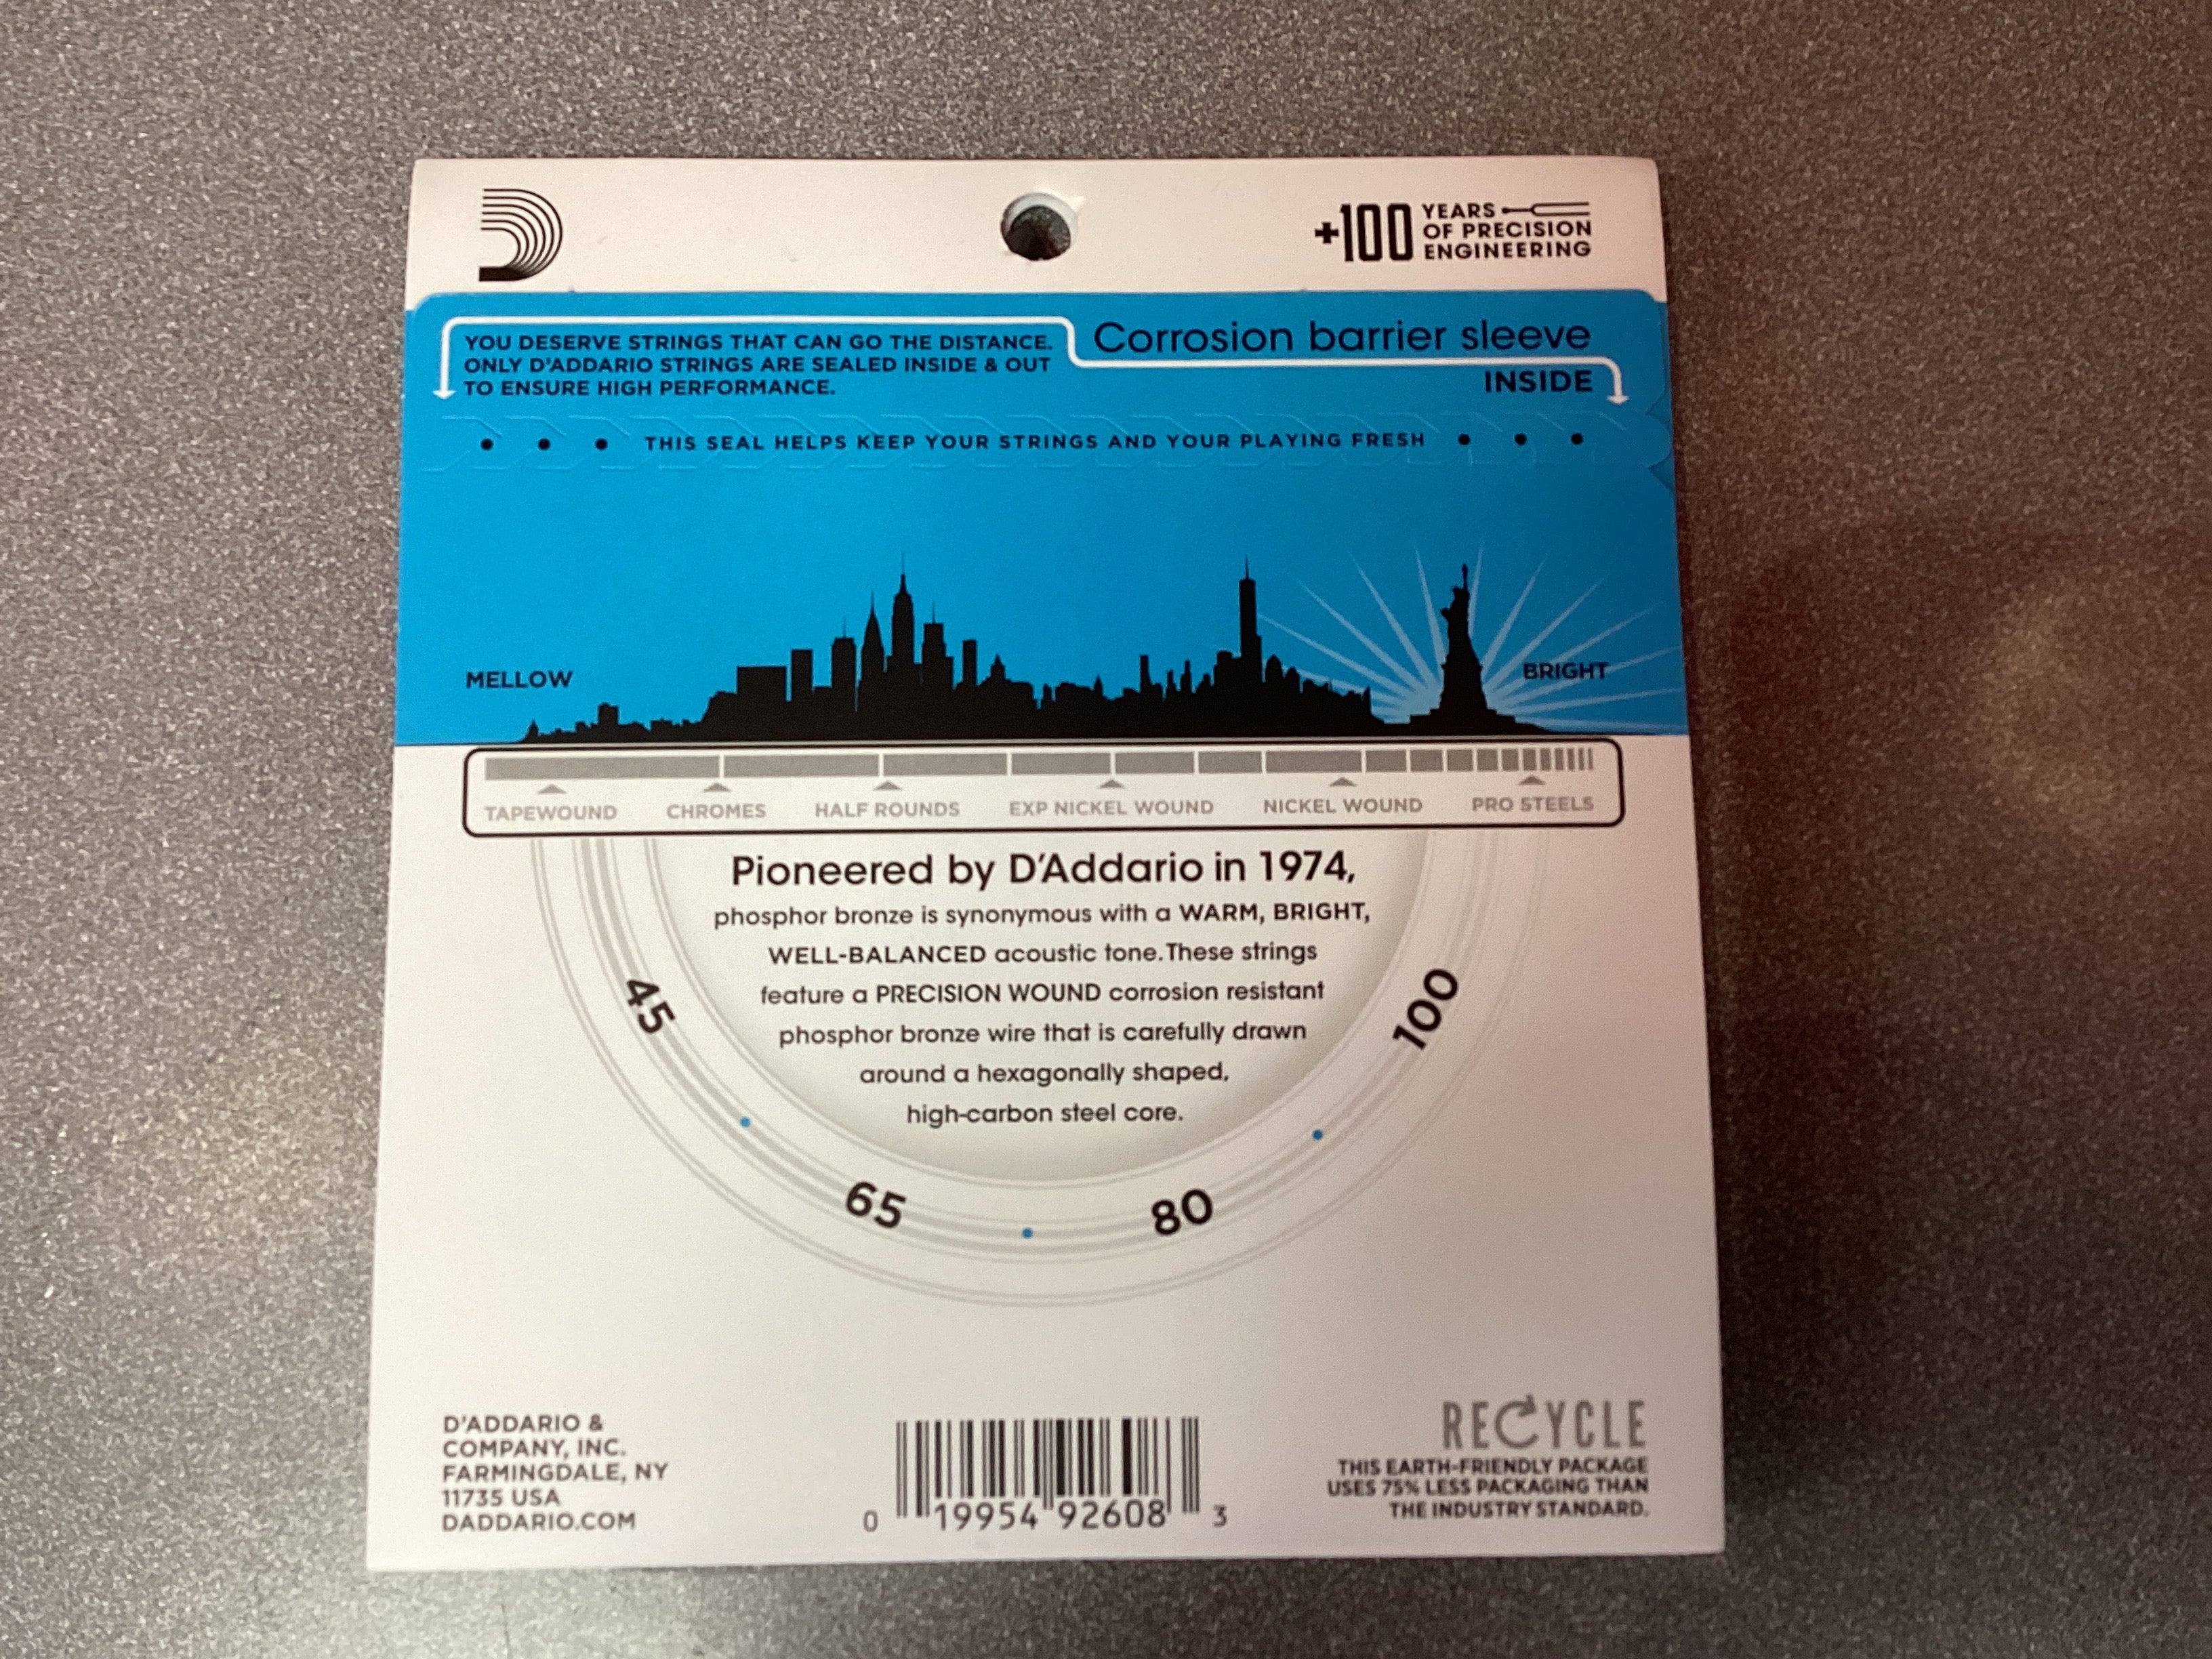 +100 YEARS
OF PRECISION
ENGINEERING
YOU DESERVE STRINGS THAT CAN GO THE DISTANCE.
ONLY D'ADDARIO STRINGS ARE SEALED INSIDE & OUT
TO ENSURE HIGH PERFORMANCE.
Corrosion barrier sleeve
INSIDE
• • • THIS SEAL HELPS KEEP YOUR STRINGS AND YOUR PLAYING FRESH • • •
MELLOW
BRIGHT
TAPEWOUND CHROMES HALF ROUNDS EXP NICKEL WOUND NICKEL WOUND PRO STEELS
Pioneered by D'Addario in 1974,
phosphor bronze is synonymous with a WARM, BRIGHT,
WELL-BALANCED acoustic tone.These strings
feature a PRECISION WOUND corrosion resistant
phosphor bronze wire that is carefully drawn
around a hexagonally shaped,
high-carbon steel core.
45 • 65 • 80 • 100
D'ADDARIO &
COMPANY, INC.
FARMINGDALE, NY
11735 USA
DADDARIO.COM
0 19954 92608 3
RECYCLE
THIS EARTH-FRIENDLY PACKAGE
USES 75% LESS PACKAGING THAN
THE INDUSTRY STANDARD.